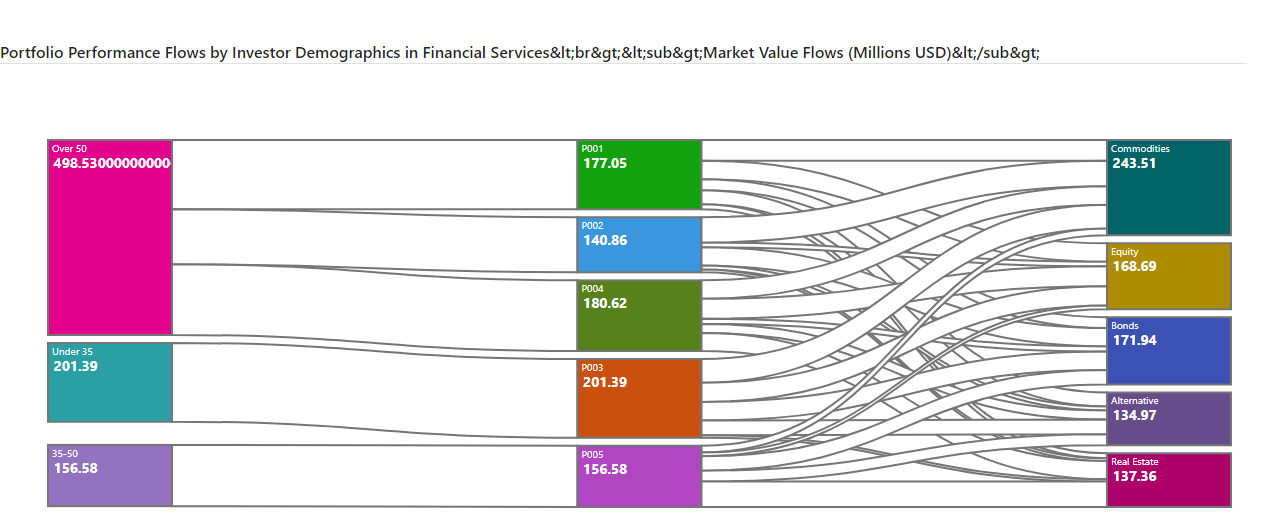 Portfolio Performance Flows by Investor Demographics in Financial Services&lt;br&gt;&lt;sub&gt;Market Value Flows (Millions USD)&lt;/sub&gt;
Over 50
498.53000000000
Under 35
201.39
35-50
156.58
P001
177.05
P002
140.86
P004
180.62
P003
201.39
P005
156.58
Commodities
243.51
Equity
168.69
Bonds
171.94
Alternative
134.97
Real Estate
137.36